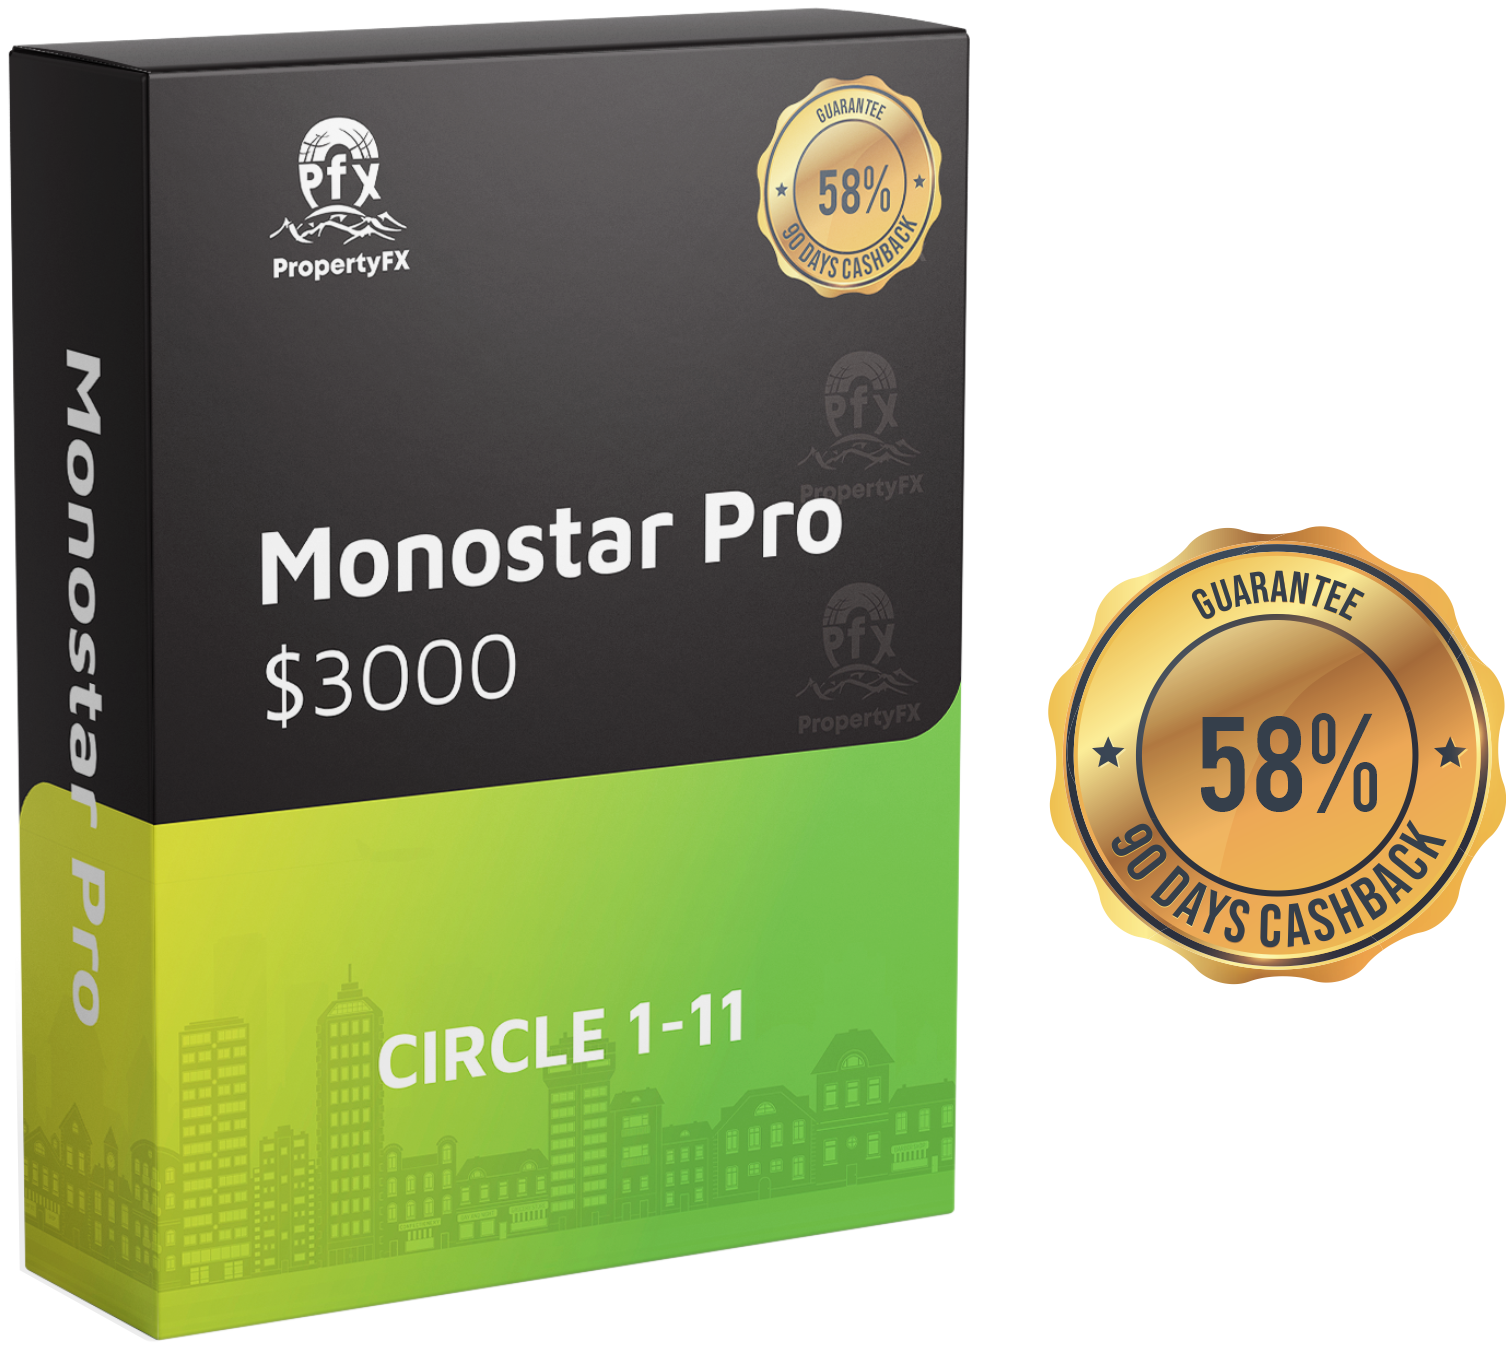 PfX
PropertyFX
GUARANTEE
58%
90 DAYS CASHBACK
PfX
PropertyFX
Monostar Pro
$3000
PfX
PropertyFX
CIRCLE 1-11
Monostar Pro
GUARANTEE
58%
90 DAYS CASHBACK